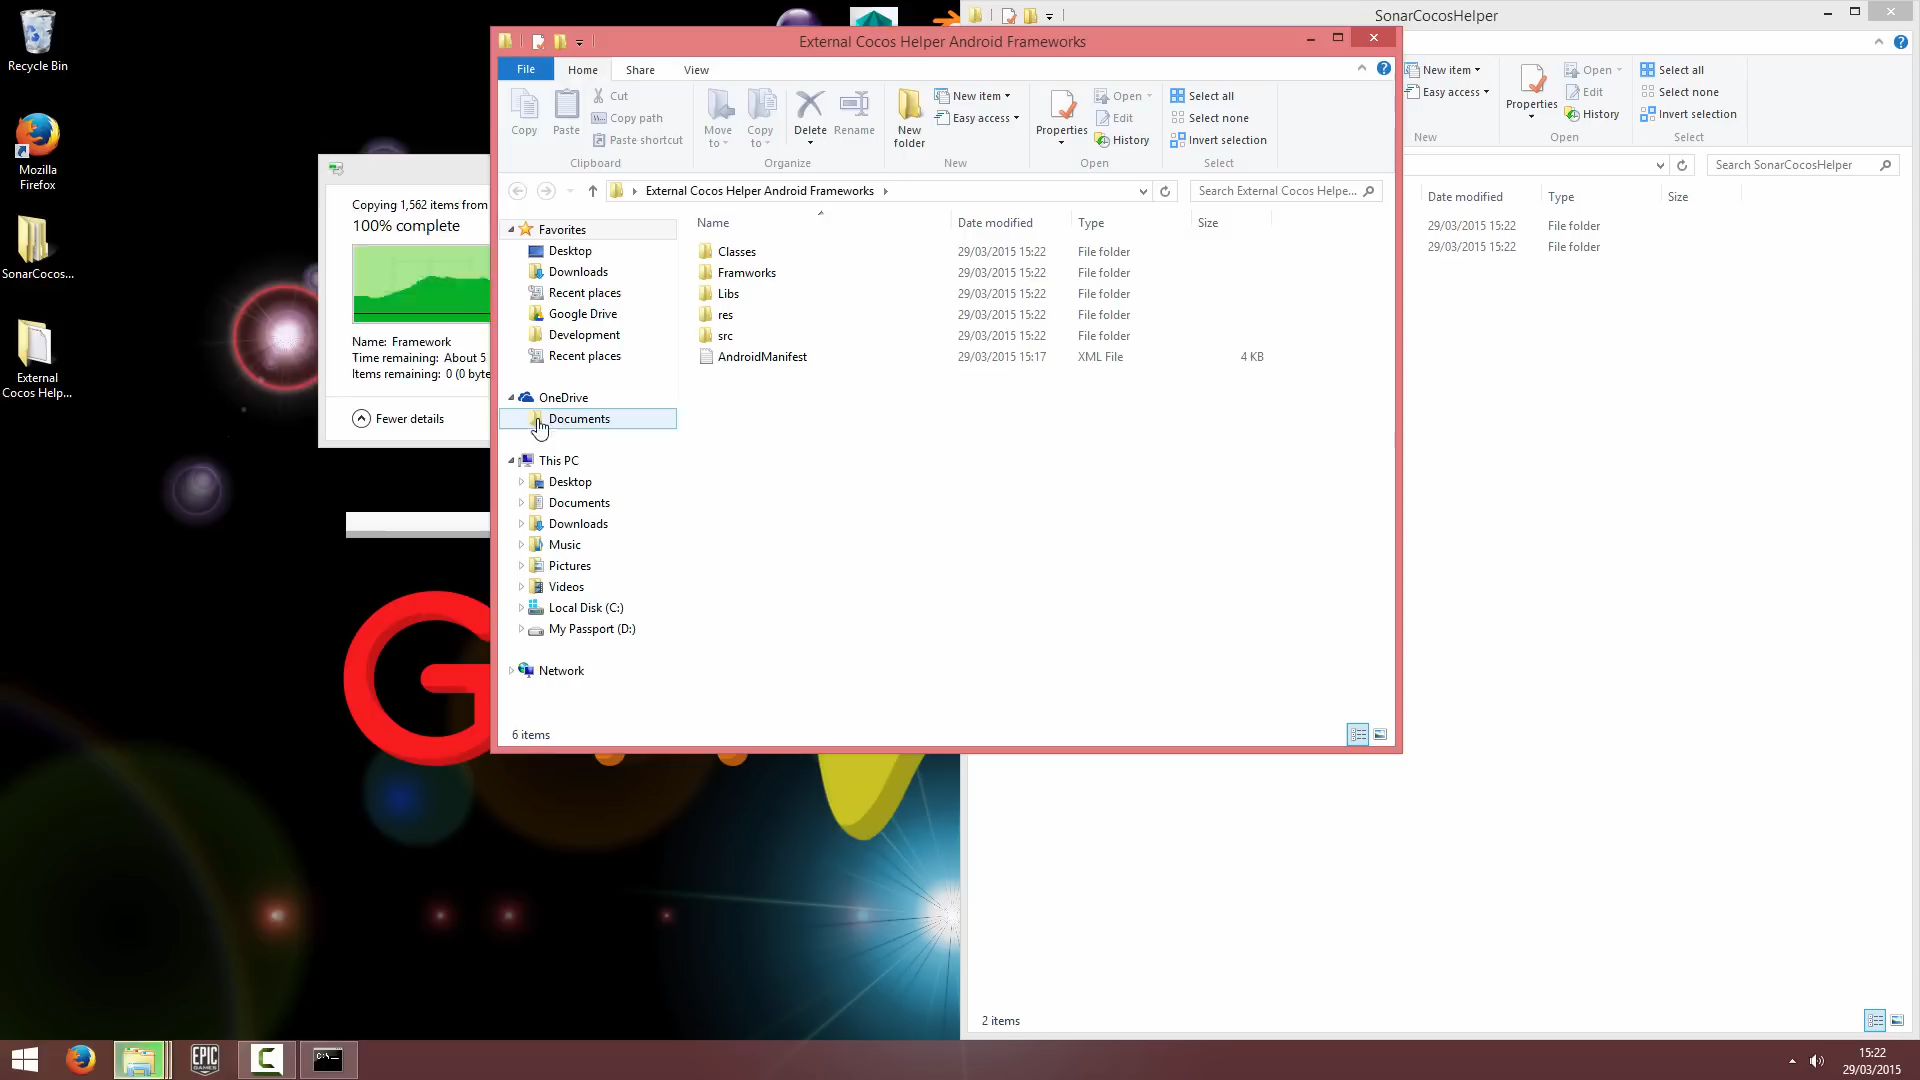 Recycle Bin
Mozilla
Firefox
SonarCocos...
External
Cocos Help...
Copying 1,562 items from
100% complete
Name: Framework
Time remaining: About 5
Items remaining: 0 (0 byte
Fewer details
External Cocos Helper Android Frameworks
File
Home
Share
View
Copy
Paste
Cut
Copy path
Paste shortcut
Clipboard
Move
to
Copy
to
Delete
Rename
Organize
New
folder
New item
Easy access
New
Properties
Open
Edit
History
Open
Select all
Select none
Invert selection
Select
External Cocos Helper Android Frameworks
Search External Cocos Helpe...
Favorites
Desktop
Downloads
Recent places
Google Drive
Development
Recent places
OneDrive
Documents
This PC
Desktop
Documents
Downloads
Music
Pictures
Videos
Local Disk (C:)
My Passport (D:)
Network
Name Date modified Type Size
Classes 29/03/2015 15:22 File folder
Framworks 29/03/2015 15:22 File folder
Libs 29/03/2015 15:22 File folder
res 29/03/2015 15:22 File folder
src 29/03/2015 15:22 File folder
AndroidManifest 29/03/2015 15:17 XML File 4 KB
6 items
SonarCocosHelper
New item
Easy access
New
Properties
Open
Edit
History
Open
Select all
Select none
Invert selection
Select
Search SonarCocosHelper
Date modified Type Size
29/03/2015 15:22 File folder
29/03/2015 15:22 File folder
2 items
G
EPIC
GAMES
C:\
15:22
29/03/2015